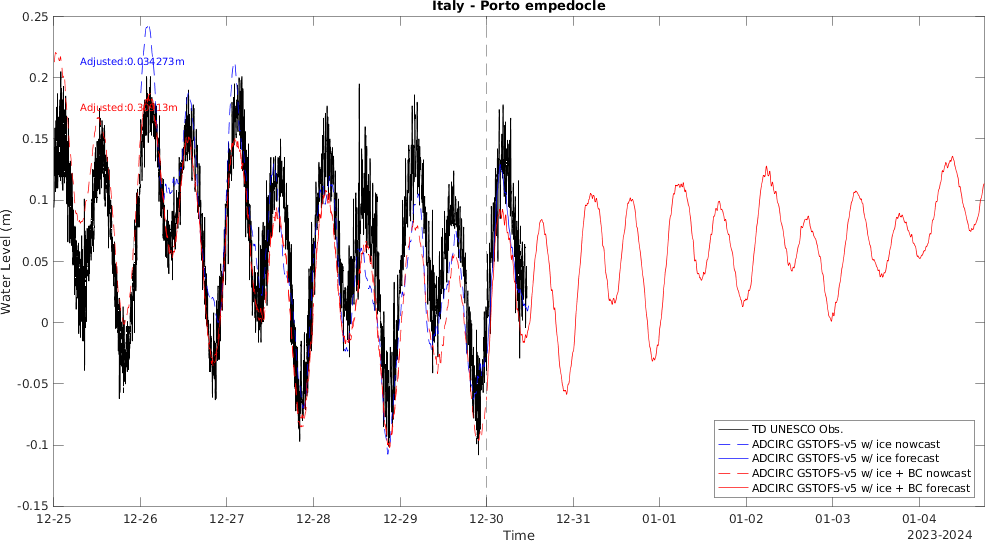 Italy - Porto empedocle
Water Level (m)
0.25
0.2
0.15
0.1
0.05
0
-0.05
-0.1
-0.15
Adjusted:0.034273m
TD UNESCO Obs.
ADCIRC GSTOFS-v5 w/ ice nowcast
ADCIRC GSTOFS-v5 w/ ice forecast
ADCIRC GSTOFS-v5 w/ ice + BC nowcast
ADCIRC GSTOFS-v5 w/ ice + BC forecast
12-25
12-26
12-27
12-28
12-29
12-30
12-31
01-01
01-02
01-03
01-04
Time
2023-2024